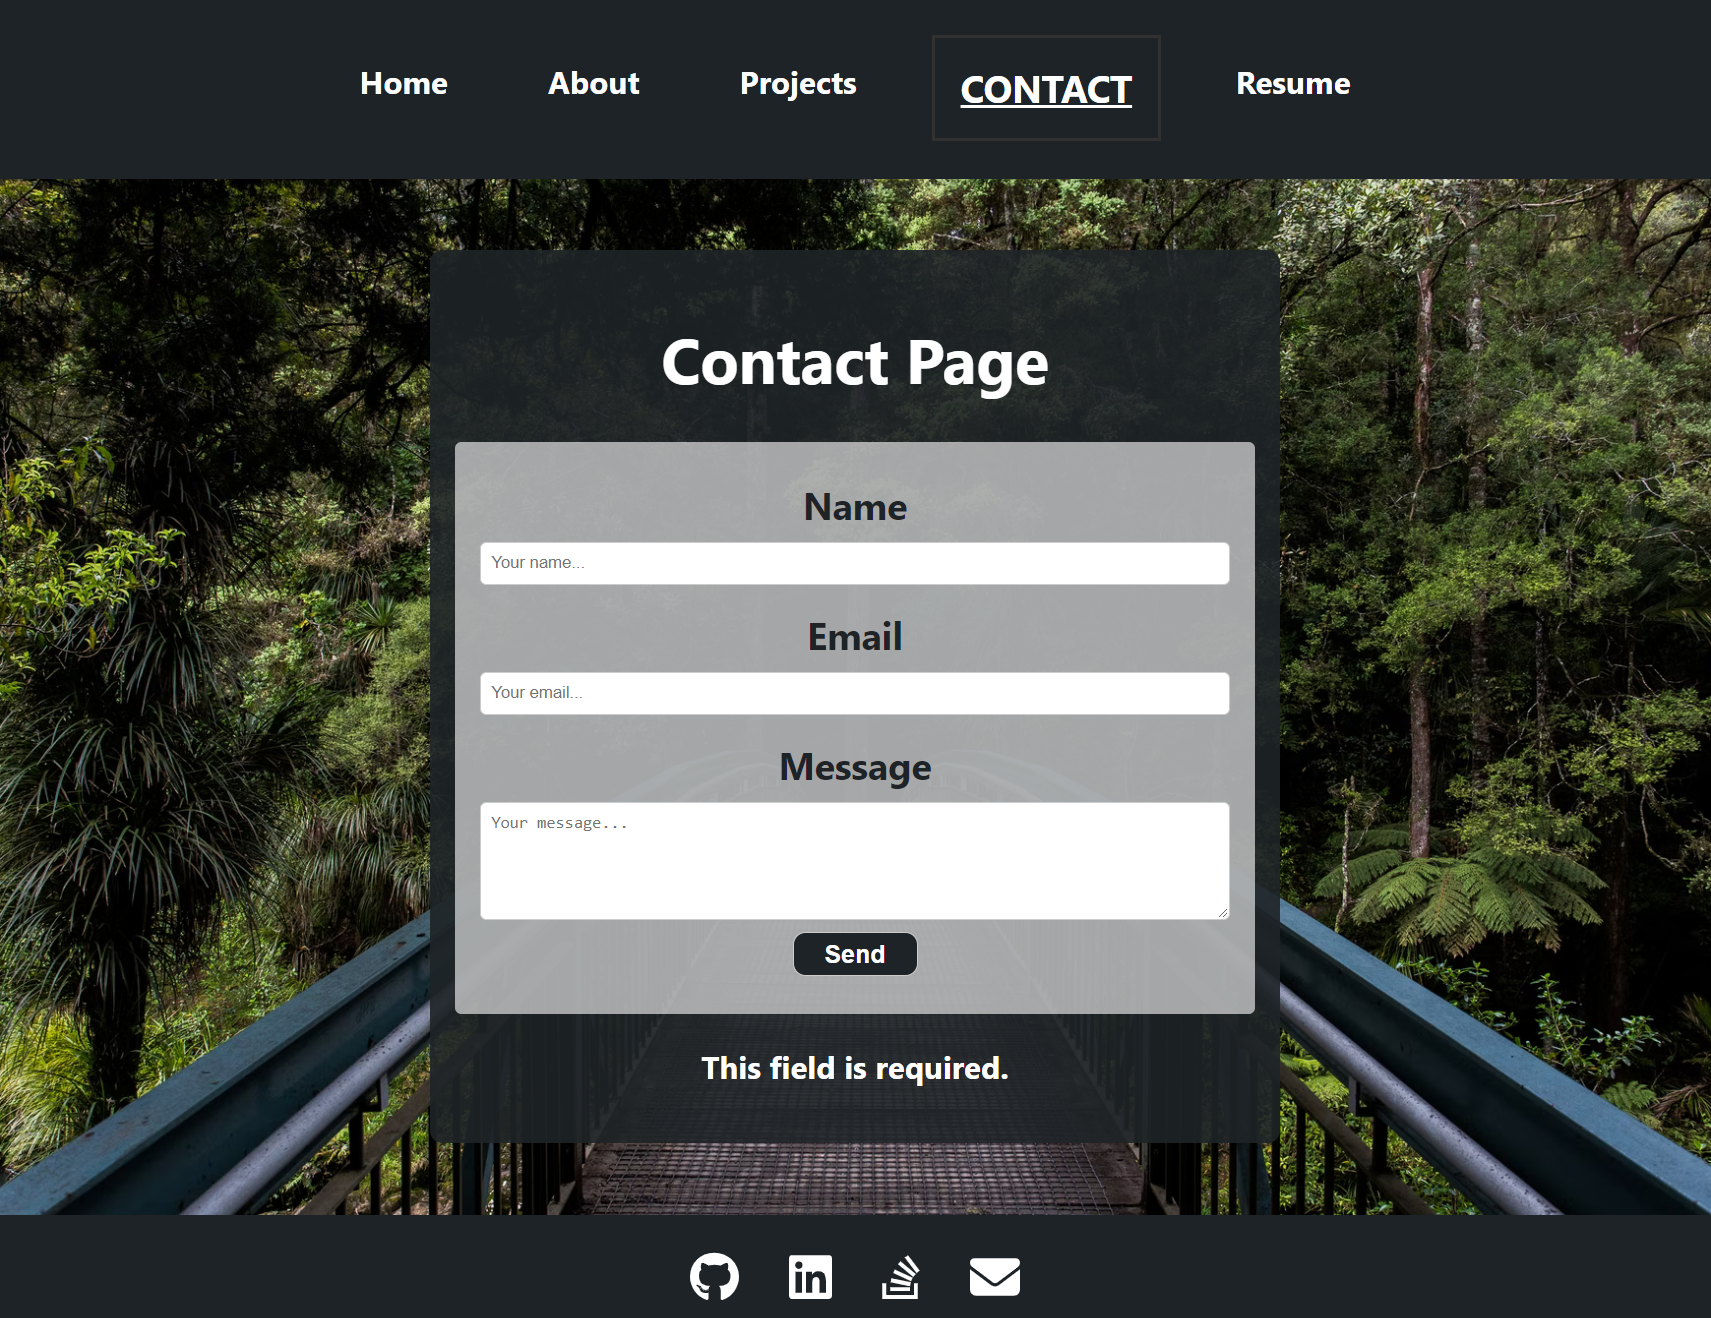 Home About Projects CONTACT Resume
Contact Page
Name
Your name...
Email
Your email...
Message
Your message...
Send
This field is required.
in